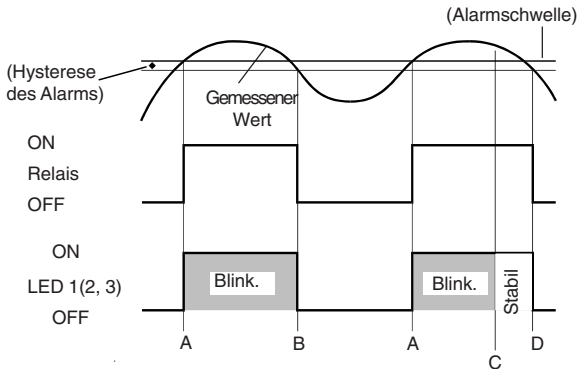 (Alarmschwelle)
(Hysterese
des Alarms)
Gemessener
Wert
ON
Relais
OFF
ON
LED 1(2, 3)
OFF
Blink.
Blink.
Stabil
A
B
A
C
D